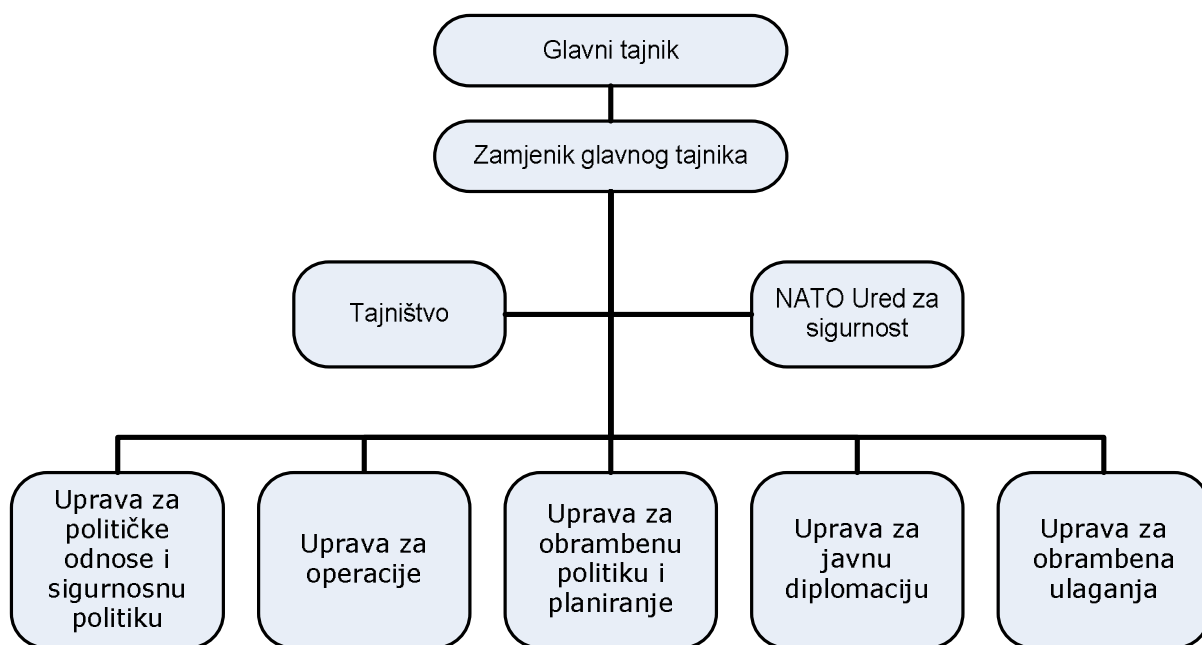 Glavni tajnik
Zamjenik glavnog tajnika
Tajništvo
NATO Ured za
sigurnost
Uprava za
političke
odnose i
sigurnosnu
politiku
Uprava za
operacije
Uprava za
obrambenu
politiku i
planiranje
Uprava za
javnu
diplomaciju
Uprava za
obrambena
ulaganja